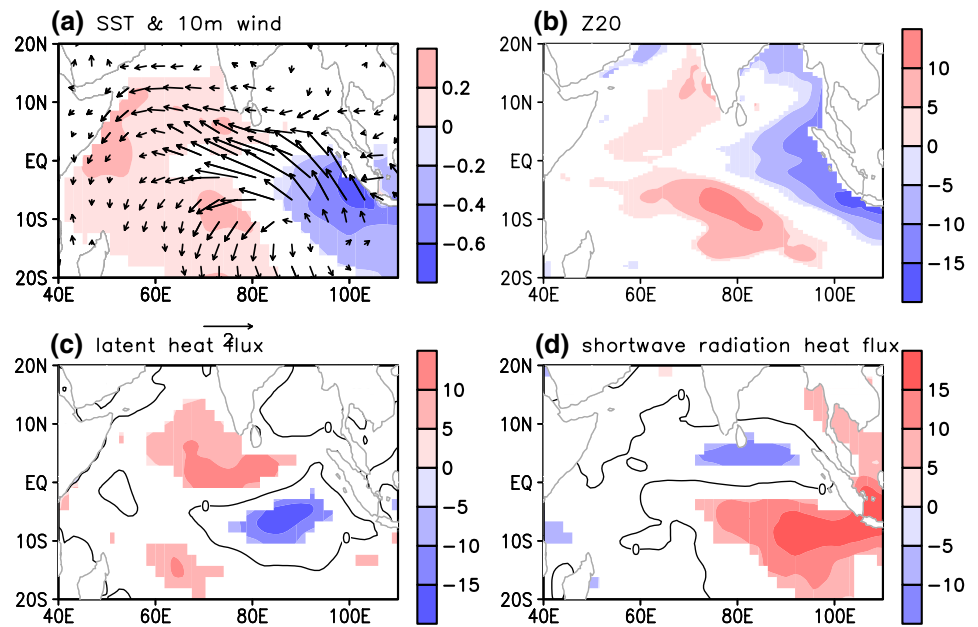 (a) SST & 10m wind
20N
10N
EQ
10S
20S
40E 60E 80E 100E
0.2
0
−0.2
−0.4
−0.6
2
(b) Z20
20N
10N
EQ
10S
20S
40E 60E 80E 100E
10
5
0
−5
−10
−15
(c) latent heat flux
20N
10N
EQ
10S
20S
40E 60E 80E 100E
0
0
0
0
10
5
0
−5
−10
−15
(d) shortwave radiation heat flux
20N
10N
EQ
10S
20S
40E 60E 80E 100E
0
0
0
15
10
5
0
−5
−10